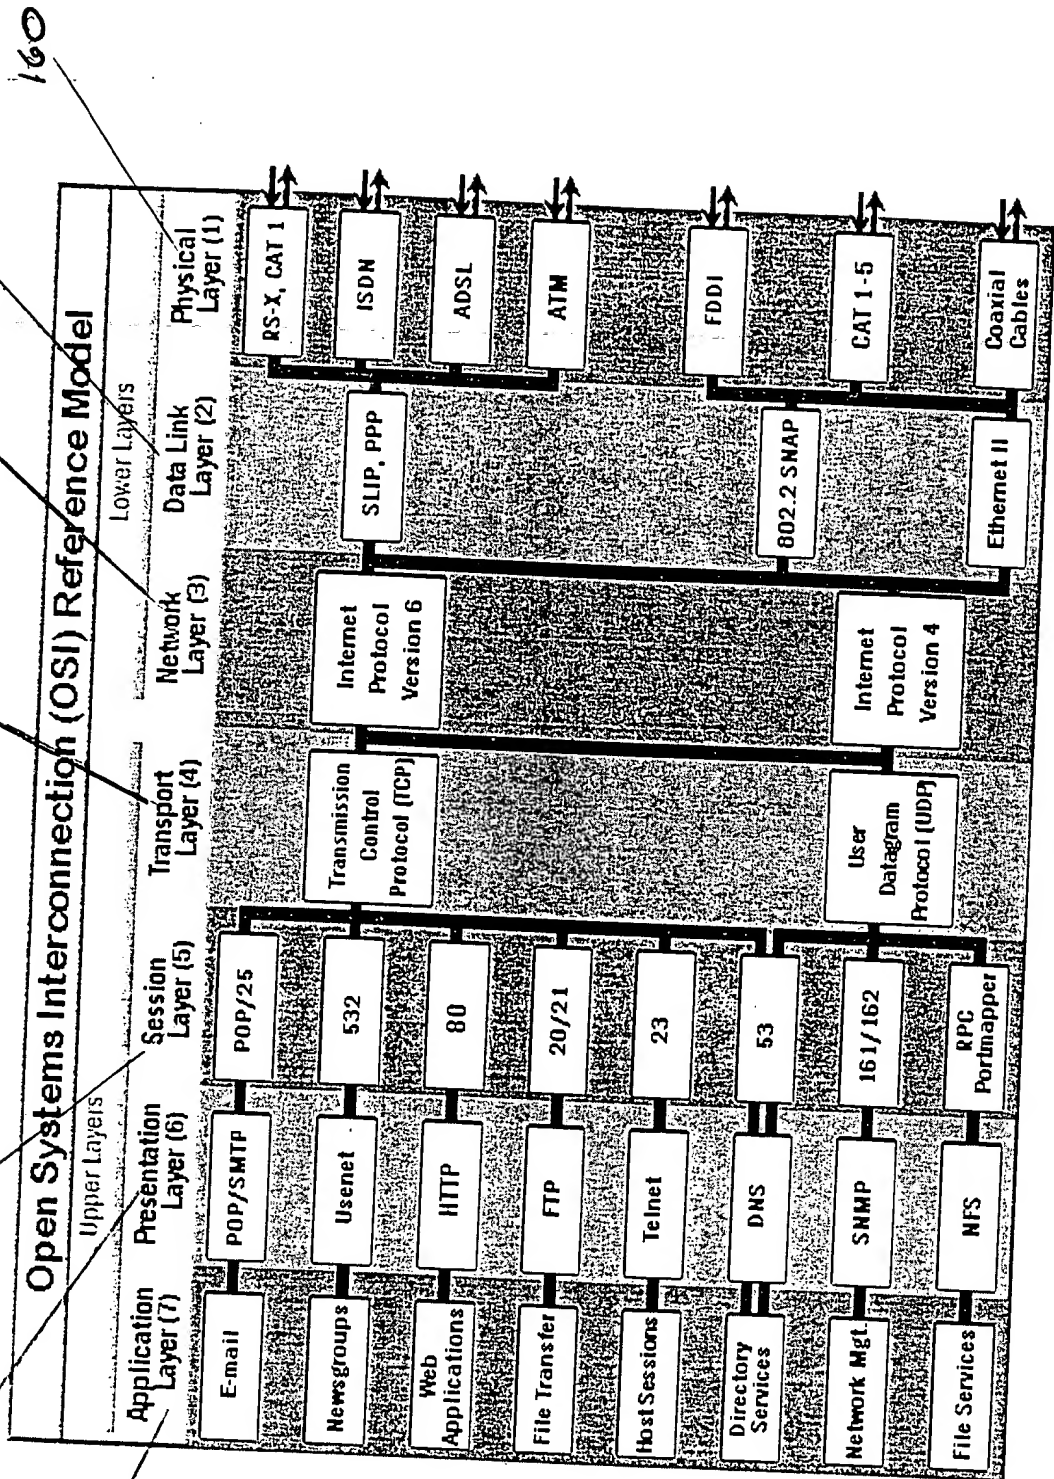 160
Open Systems Interconnection (OSI) Reference Model
Upper Layers
Lower Layers
Application
Layer (7)
Presentation
Layer (6)
Session
Layer (5)
Transport
Layer (4)
Network
Layer (3)
Data Link
Layer (2)
Physical
Layer (1)
E-mail
POP/SMTP
POP/25
Newsgroups
Usenet
532
Web
Applications
HTTP
80
File Transfer
FTP
20/21
Host Sessions
Telnet
23
Directory
Services
DNS
53
Network Mgt.
SNMP
161/162
File Services
NFS
RPC
Portmapper
Transmission
Control
Protocol (TCP)
User
Datagram
Protocol (UDP)
Internet
Protocol
Version 6
Internet
Protocol
Version 4
SLIP, PPP
802.2 SNAP
Ethernet II
RS-X, CAT 1
ISDN
ADSL
ATM
FDDI
CAT 1-5
Coaxial
Cables